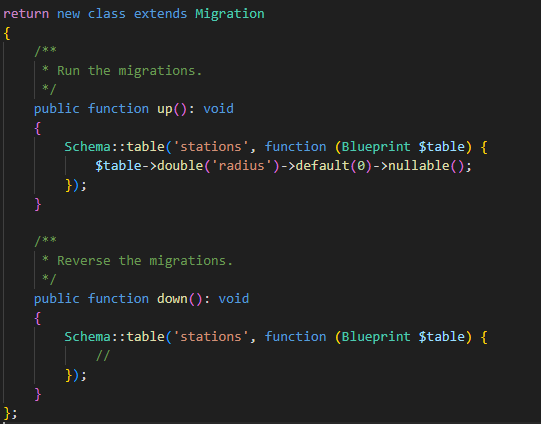 return new class extends Migration
{
    /**
     * Run the migrations.
     */
    public function up(): void
    {
        Schema::table('stations', function (Blueprint $table) {
            $table->double('radius')->default(0)->nullable();
        });
    }

    /**
     * Reverse the migrations.
     */
    public function down(): void
    {
        Schema::table('stations', function (Blueprint $table) {
            //
        });
    }
};